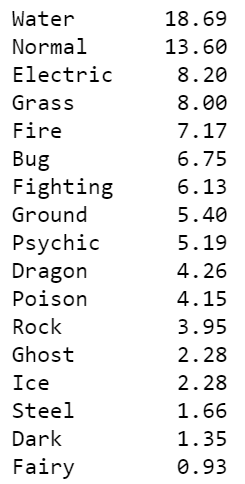 Water 18.69
Normal 13.60
Electric 8.20
Grass 8.00
Fire 7.17
Bug 6.75
Fighting 6.13
Ground 5.40
Psychic 5.19
Dragon 4.26
Poison 4.15
Rock 3.95
Ghost 2.28
Ice 2.28
Steel 1.66
Dark 1.35
Fairy 0.93